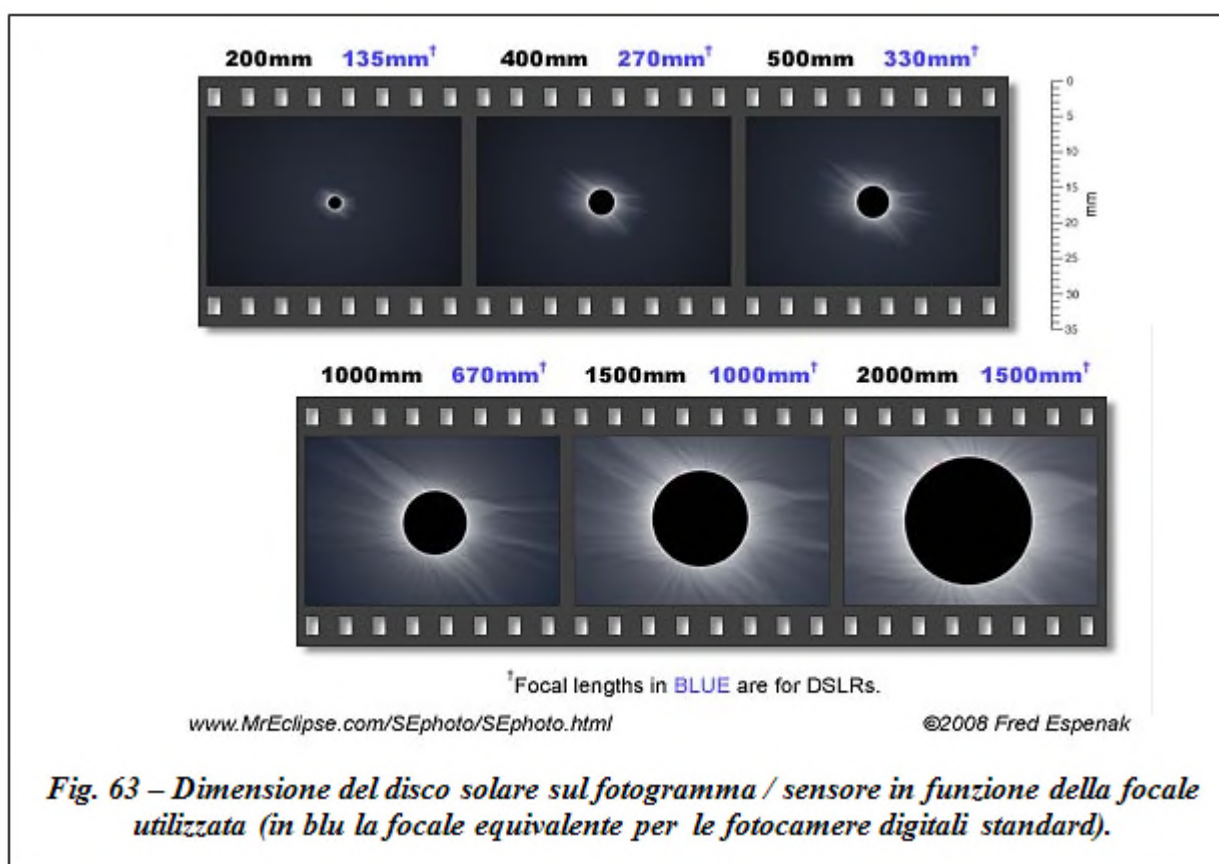 200mm 135mm† 400mm 270mm† 500mm 330mm†
0
5
10
15
20
25
30
35
mm
1000mm 670mm† 1500mm 1000mm† 2000mm 1500mm†
†Focal lengths in BLUE are for DSLRs.
www.MrEclipse.com/SEphoto/SEphoto.html ©2008 Fred Espenak
Fig. 63 – Dimensione del disco solare sul fotogramma / sensore in funzione della focale
utilizzata (in blu la focale equivalente per le fotocamere digitali standard).